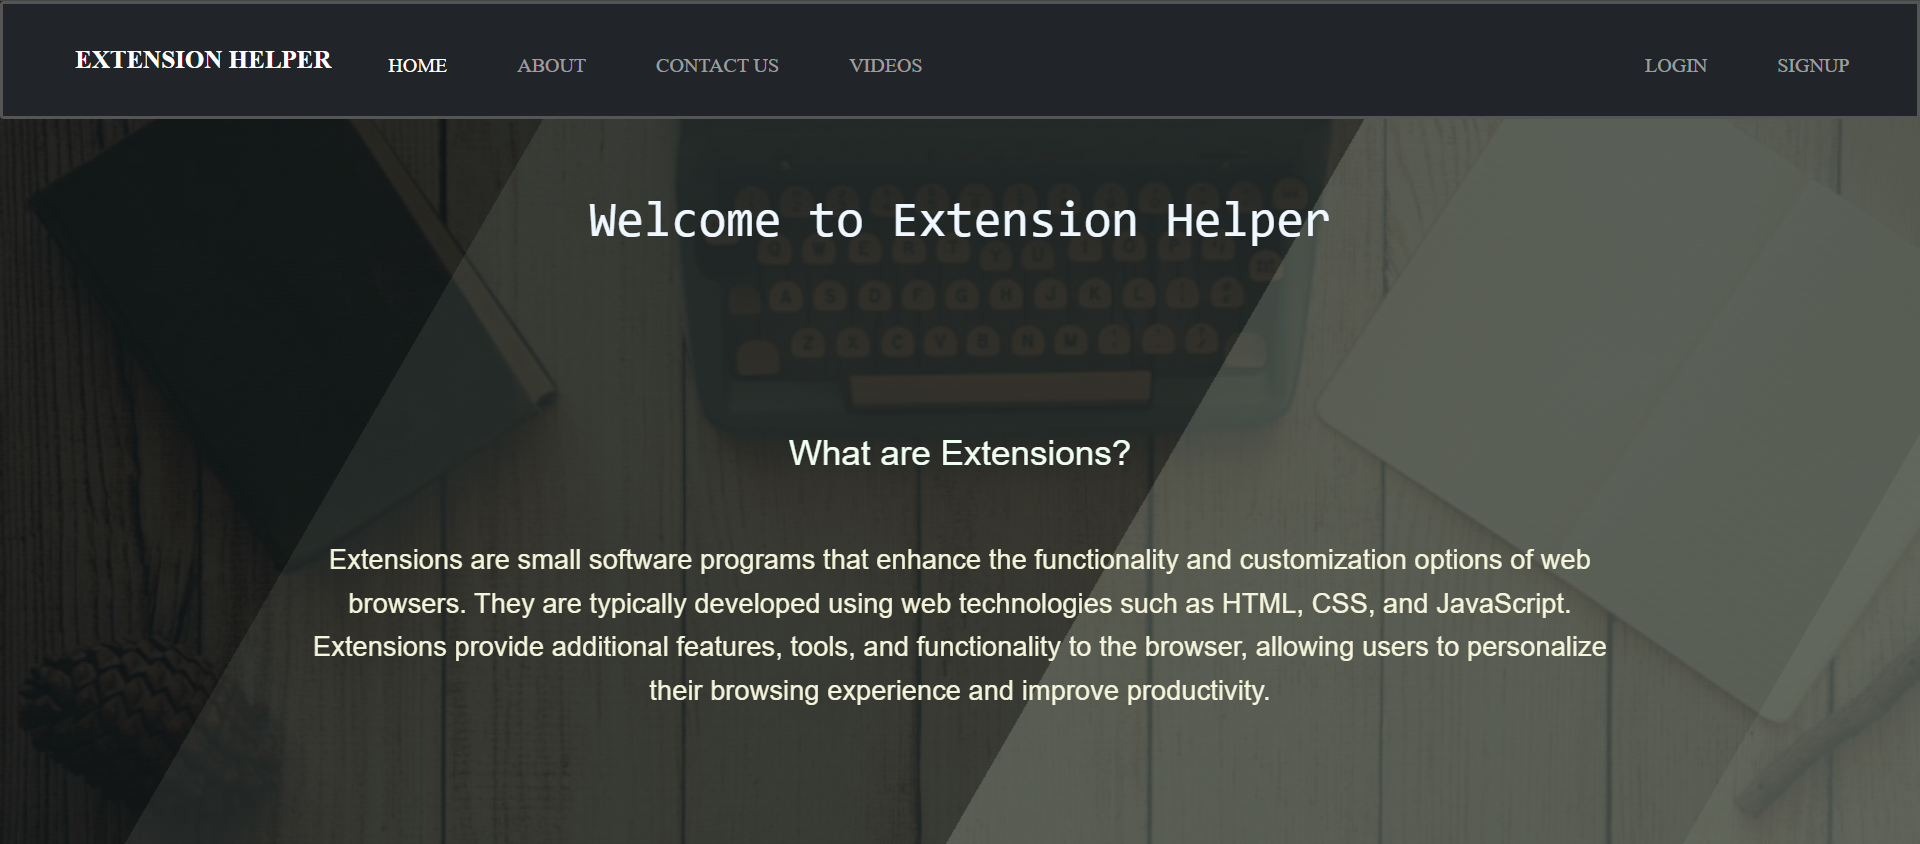 EXTENSION HELPER HOME ABOUT CONTACT US VIDEOS LOGIN SIGNUP
Welcome to Extension Helper
Q W E R T Y U I O P
A S D F G H J K L
Z X C V B N M
What are Extensions?
Extensions are small software programs that enhance the functionality and customization options of web
browsers. They are typically developed using web technologies such as HTML, CSS, and JavaScript.
Extensions provide additional features, tools, and functionality to the browser, allowing users to personalize
their browsing experience and improve productivity.